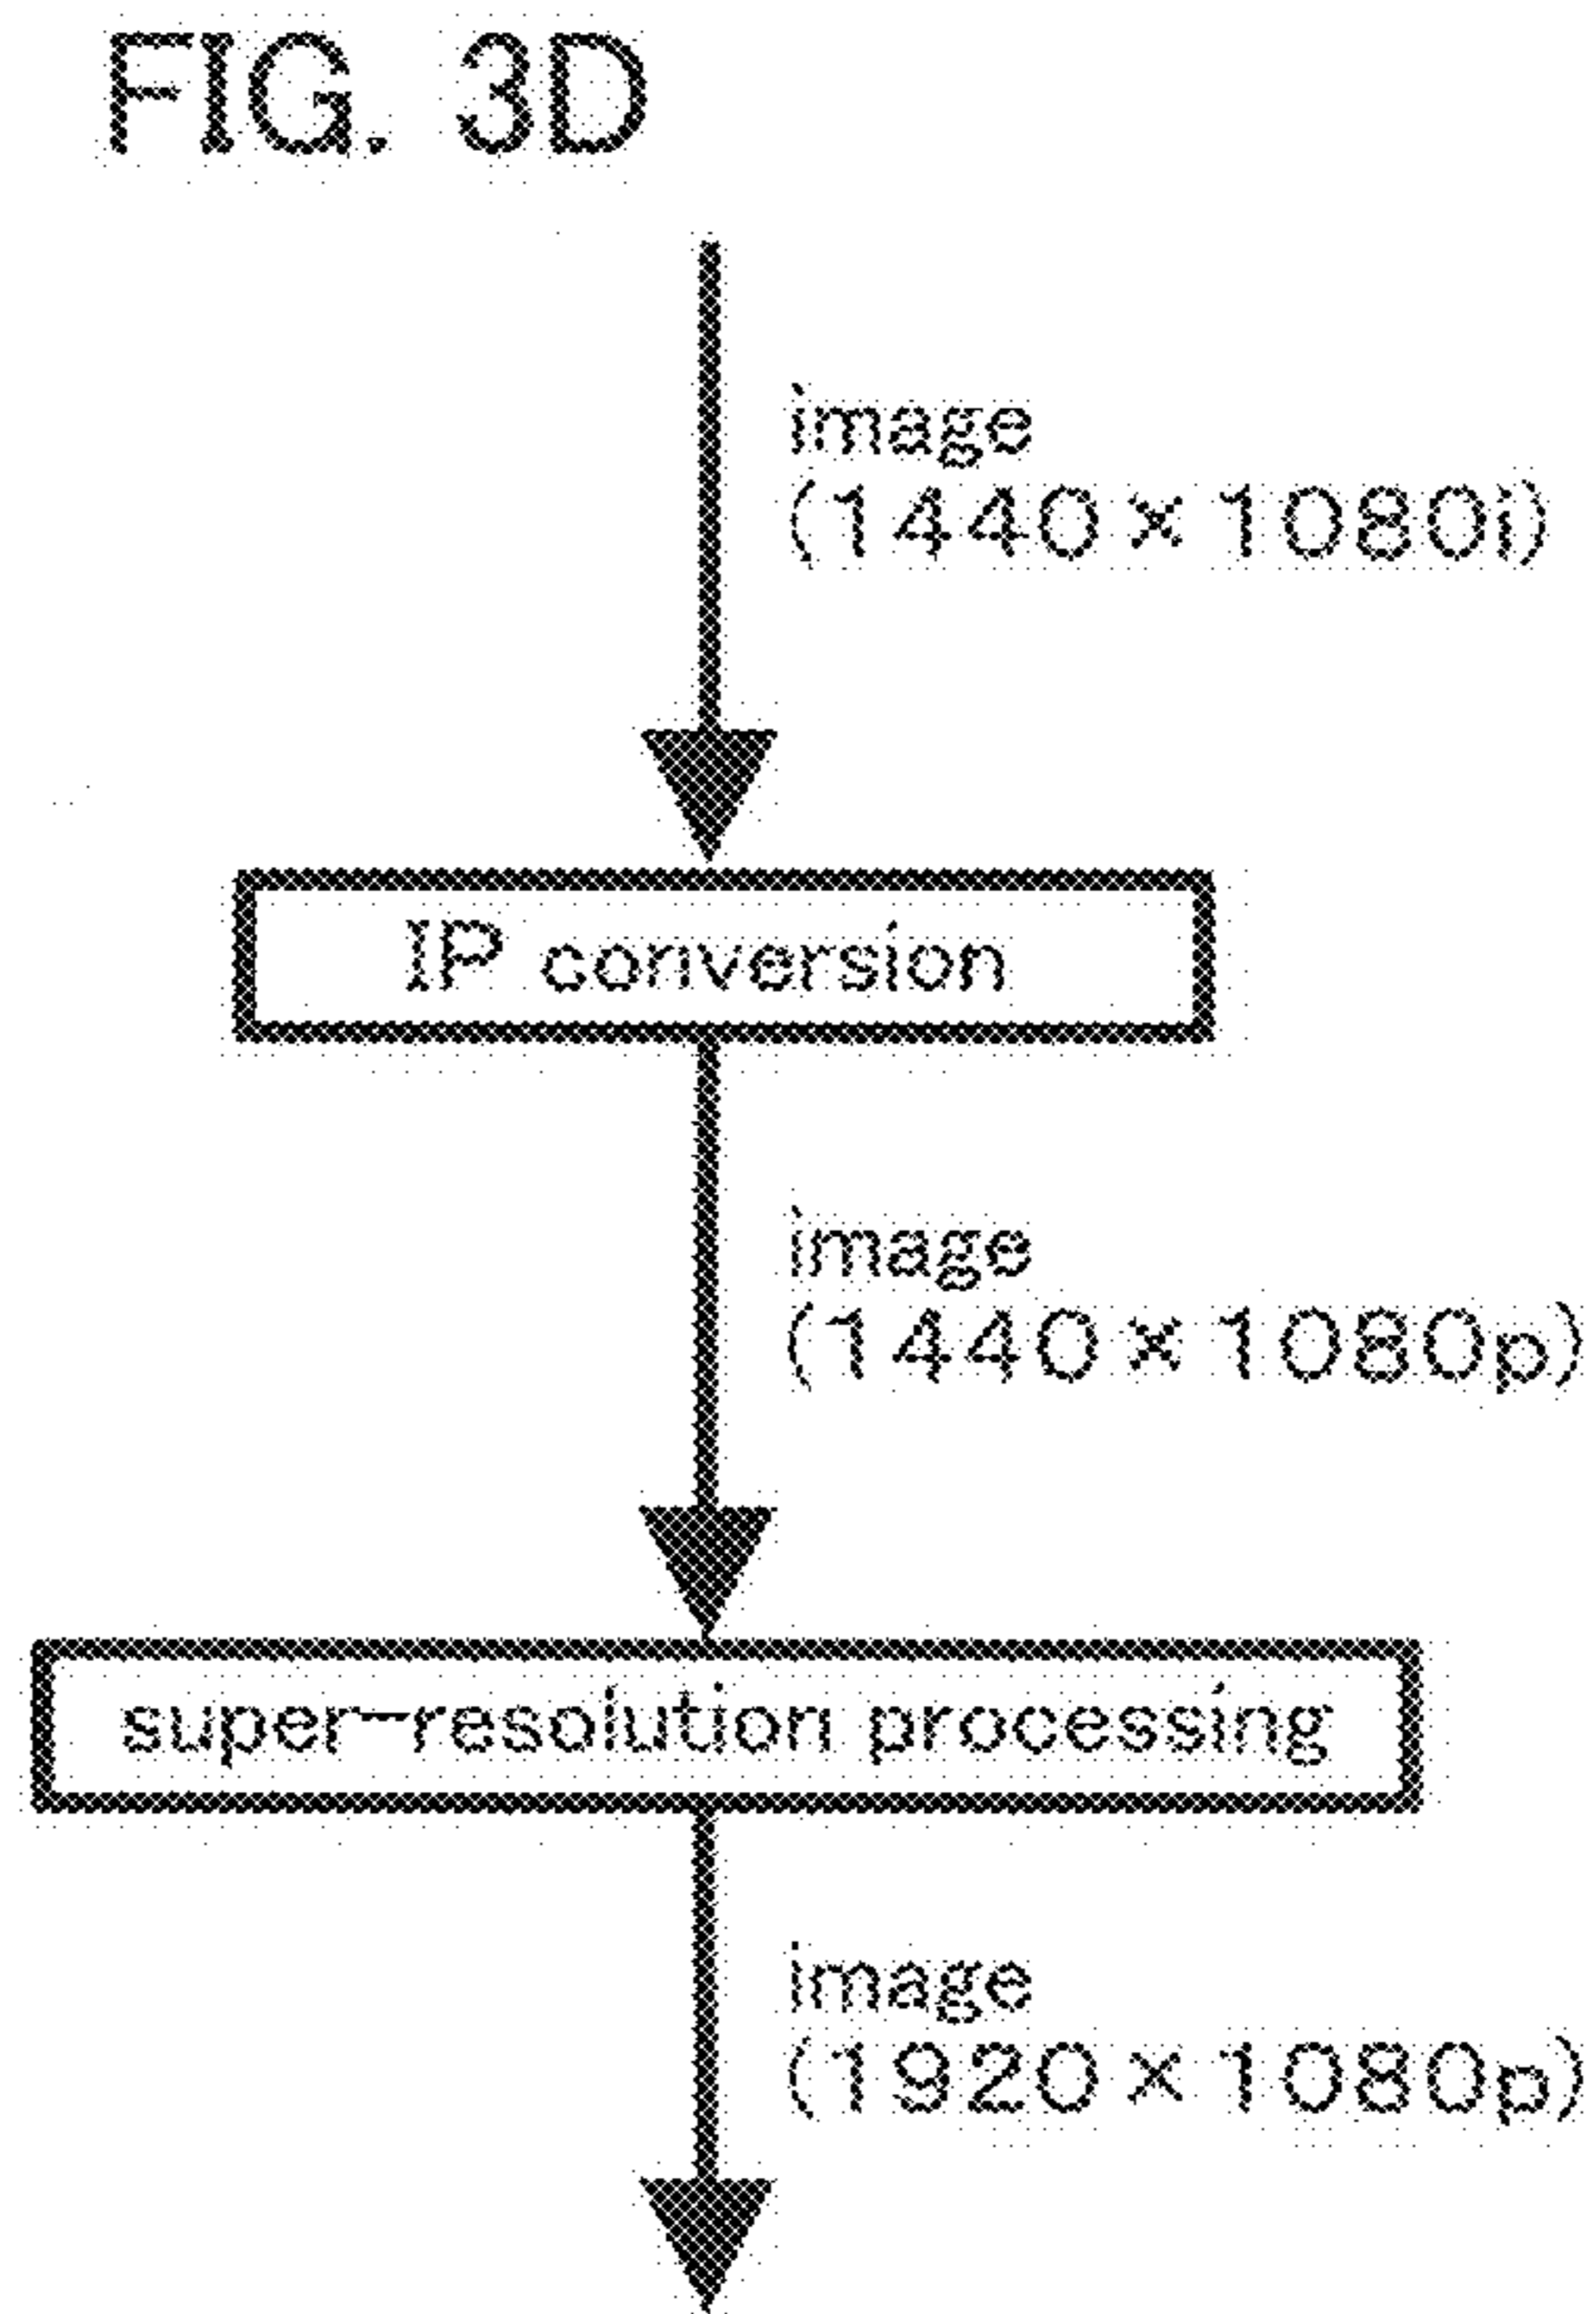 FIG. 3D
image
(1440×1080i)
IP conversion
image
(1440×1080p)
super-resolution processing
image
(1920×1080p)